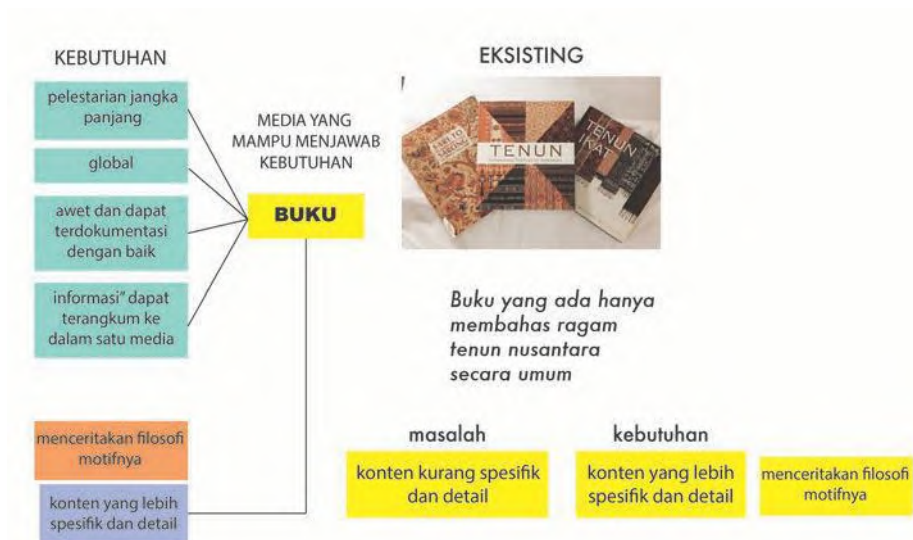 KEBUTUHAN
pelestarian jangka
panjang
global
awet dan dapat
terdokumentasi
dengan baik
informasi" dapat
terangkum ke
dalam satu media
menceritakan filosofi
motifnya
konten yang lebih
spesifik dan detail
MEDIA YANG
MAMPU MENJAWAB
KEBUTUHAN
BUKU
EKSISTING
TENUN
TENUN
IKAT
Buku yang ada hanya
membahas ragam
tenun nusantara
secara umum
masalah
konten kurang spesifik
dan detail
kebutuhan
konten yang lebih
spesifik dan detail
menceritakan filosofi
motifnya